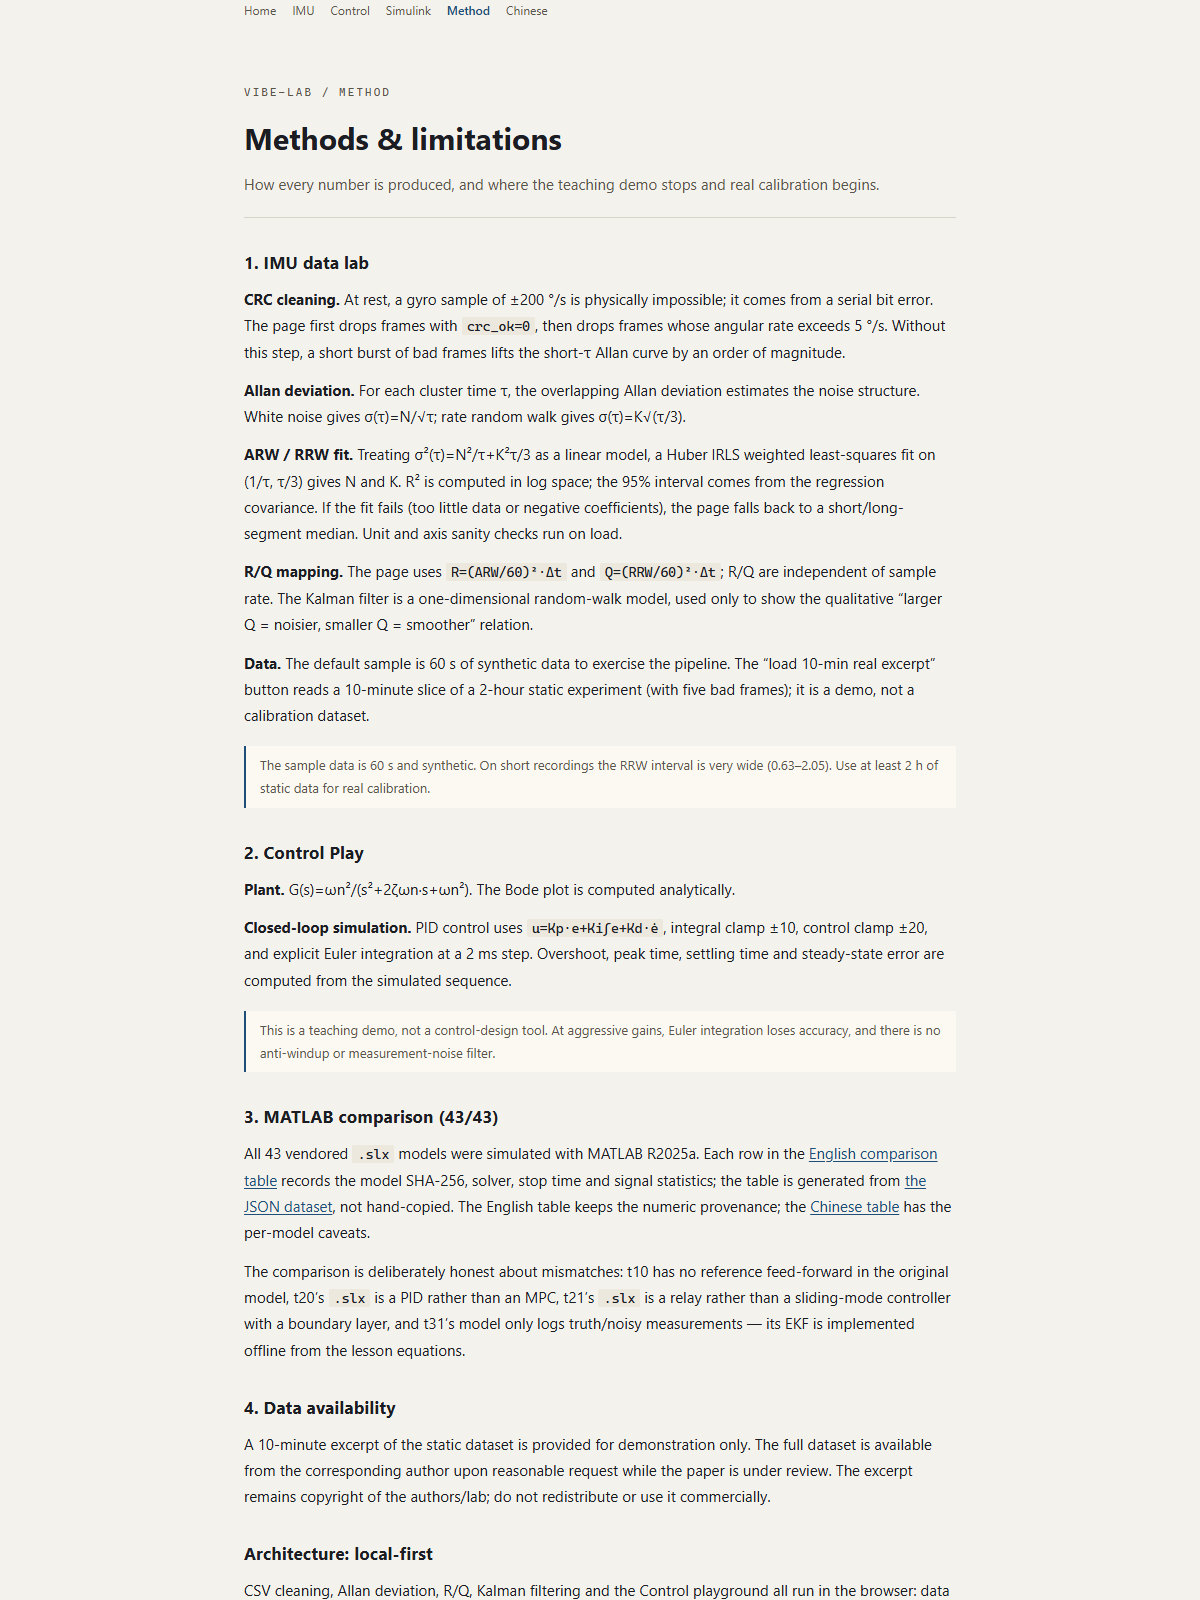 Home IMU Control Simulink Method Chinese
VIBE-LAB / METHOD
Methods & limitations
How every number is produced, and where the teaching demo stops and real calibration begins.
1. IMU data lab
CRC cleaning. At rest, a gyro sample of ±200 °/s is physically impossible; it comes from a serial bit error.
The page first drops frames with crc_ok=0, then drops frames whose angular rate exceeds 5 °/s. Without
this step, a short burst of bad frames lifts the short-τ Allan curve by an order of magnitude.
Allan deviation. For each cluster time τ, the overlapping Allan deviation estimates the noise structure.
White noise gives σ(τ)=N/√τ; rate random walk gives σ(τ)=K√(τ/3).
ARW / RRW fit. Treating σ²(τ)=N²/τ+K²τ/3 as a linear model, a Huber IRLS weighted least-squares fit on
(1/τ, τ/3) gives N and K. R² is computed in log space; the 95% interval comes from the regression
covariance. If the fit fails (too little data or negative coefficients), the page falls back to a short/long-
segment median. Unit and axis sanity checks run on load.
R/Q mapping. The page uses R=(ARW/60)²·Δt and Q=(RRW/60)²·Δt; R/Q are independent of sample
rate. The Kalman filter is a one-dimensional random-walk model, used only to show the qualitative “larger
Q = noisier, smaller Q = smoother” relation.
Data. The default sample is 60 s of synthetic data to exercise the pipeline. The “load 10-min real excerpt”
button reads a 10-minute slice of a 2-hour static experiment (with five bad frames); it is a demo, not a
calibration dataset.
The sample data is 60 s and synthetic. On short recordings the RRW interval is very wide (0.63–2.05). Use at least 2 h of
static data for real calibration.
2. Control Play
Plant. G(s)=ωn²/(s²+2ζωn·s+ωn²). The Bode plot is computed analytically.
Closed-loop simulation. PID control uses u=Kp·e+Ki∫e+Kd·ė, integral clamp ±10, control clamp ±20,
and explicit Euler integration at a 2 ms step. Overshoot, peak time, settling time and steady-state error are
computed from the simulated sequence.
This is a teaching demo, not a control-design tool. At aggressive gains, Euler integration loses accuracy, and there is no
anti-windup or measurement-noise filter.
3. MATLAB comparison (43/43)
All 43 vendored .slx models were simulated with MATLAB R2025a. Each row in the English comparison
table records the model SHA-256, solver, stop time and signal statistics; the table is generated from the
JSON dataset, not hand-copied. The English table keeps the numeric provenance; the Chinese table has the
per-model caveats.
The comparison is deliberately honest about mismatches: t10 has no reference feed-forward in the original
model, t20’s .slx is a PID rather than an MPC, t21’s .slx is a relay rather than a sliding-mode controller
with a boundary layer, and t31’s model only logs truth/noisy measurements — its EKF is implemented
offline from the lesson equations.
4. Data availability
A 10-minute excerpt of the static dataset is provided for demonstration only. The full dataset is available
from the corresponding author upon reasonable request while the paper is under review. The excerpt
remains copyright of the authors/lab; do not redistribute or use it commercially.
Architecture: local-first
CSV cleaning, Allan deviation, R/Q, Kalman filtering and the Control playground all run in the browser: data